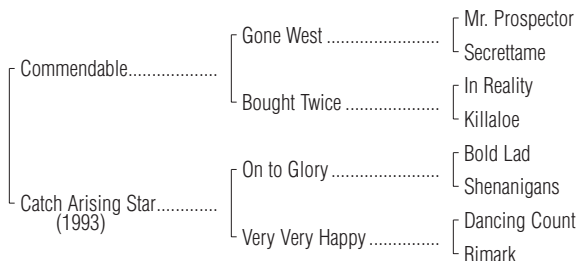 Mr. Prospector
Gone West
Secrettame
Commendable
In Reality
Bought Twice
Killaloe
Bold Lad
On to Glory
Shenanigans
Catch Arising Star
(1993)
Dancing Count
Very Very Happy
Rimark